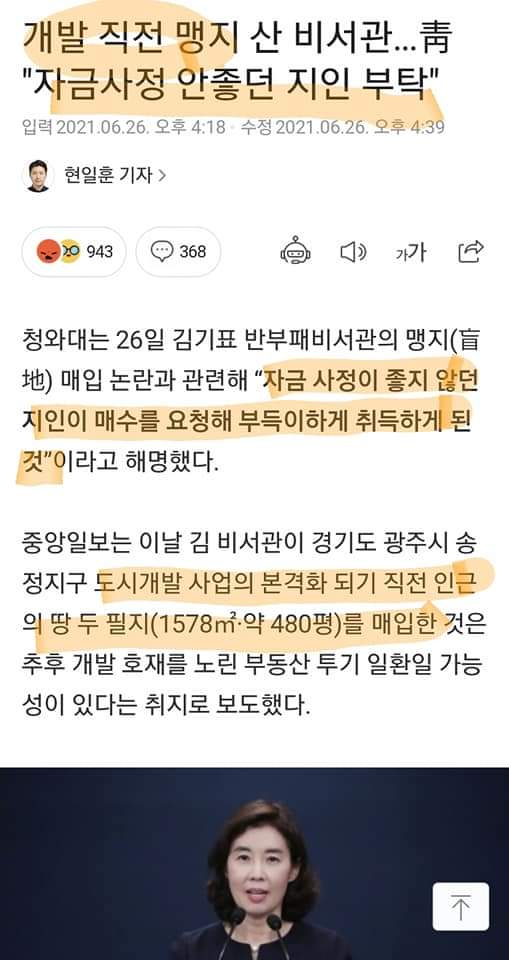 개발 직전 맹지 산 비서관...靑
"자금사정 안좋던 지인 부탁"
입력 2021.06.26. 오후 4:18 · 수정 2021.06.26. 오후 4:39
현일훈 기자 >
943
368
가가
청와대는 26일 김기표 반부패비서관의 맹지(盲
地) 매입 논란과 관련해 “자금 사정이 좋지 않던
지인이 매수를 요청해 부득이하게 취득하게 된
것”이라고 해명했다.
중앙일보는 이날 김 비서관이 경기도 광주시 송
정지구 도시개발 사업의 본격화 되기 직전 인근
의 땅 두 필지(1578㎡·약 480평)를 매입한 것은
추후 개발 호재를 노린 부동산 투기 일환일 가능
성이 있다는 취지로 보도했다.